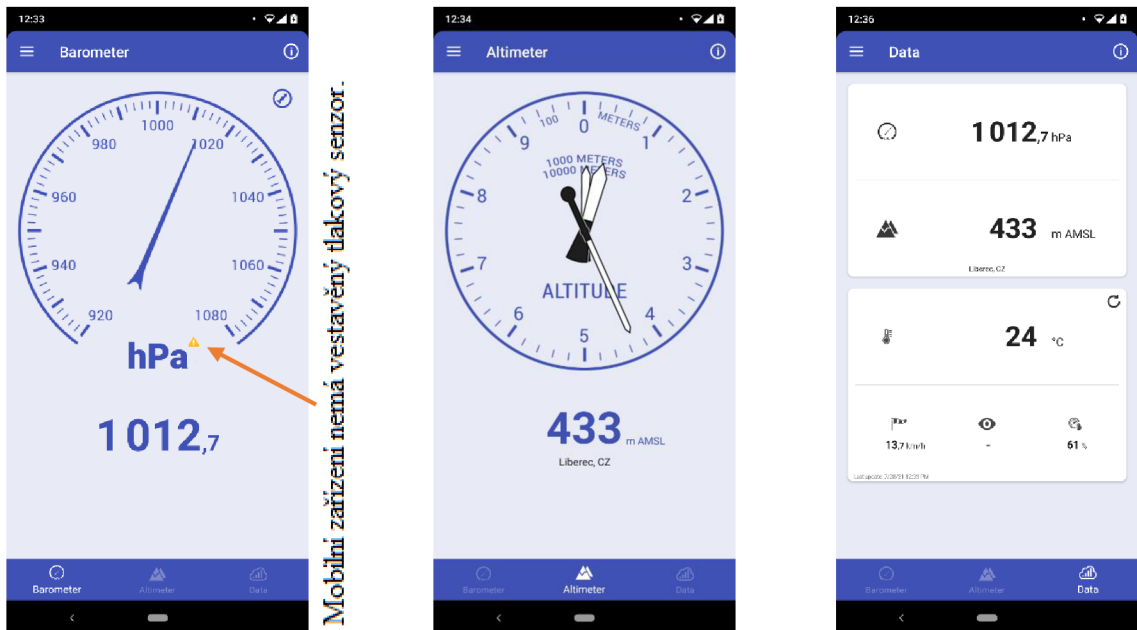 12:33
Barometer
1000
980
1020
960
1040
940
1060
920
1080
hPa
1 012,7
Barometer
Altimeter
Data
Mobilní zařízení nemá vestavěný tlakový senzor.
12:34
Altimeter
100
0
METERS
9
1
1000 METERS
10000 METERS
8
2
7
3
ALTITUDE
6
4
5
433 m AMSL
Liberec, CZ
Barometer
Altimeter
Data
12:36
Data
1 012,7 hPa
433 m AMSL
Liberec, CZ
24 °C
13,7 km/h
-
61 %
Barometer
Altimeter
Data